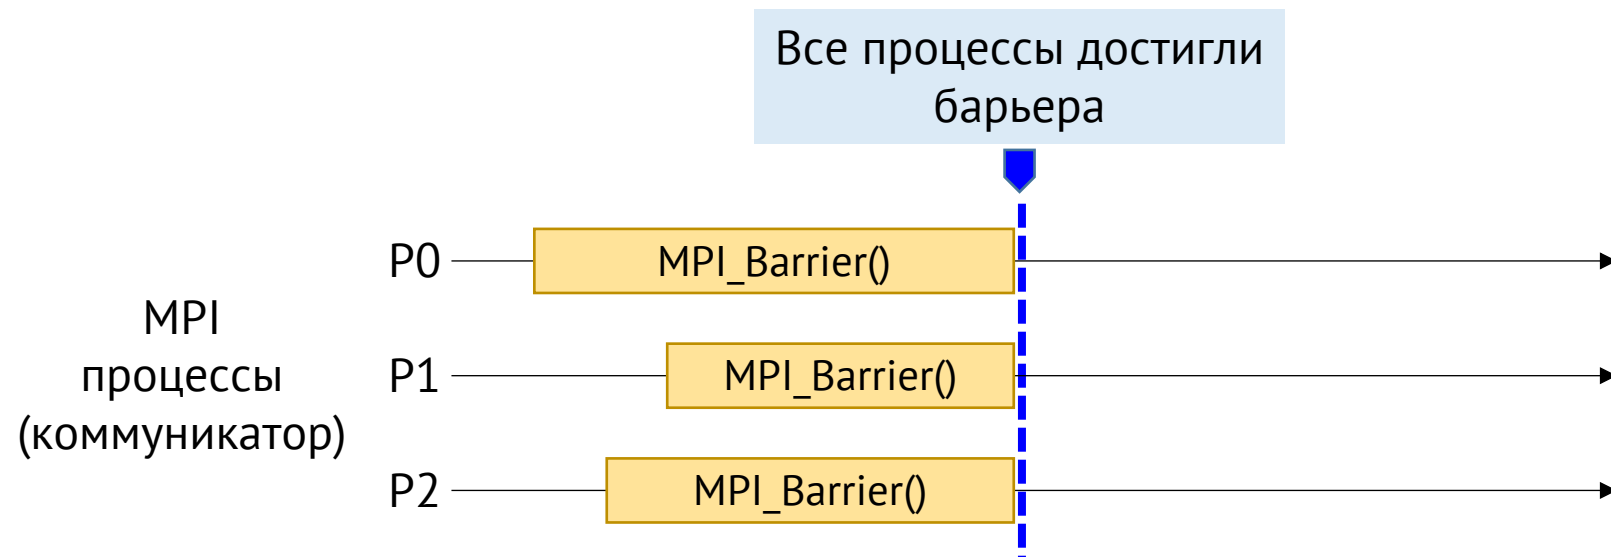 Все процессы достигли
барьера
P0
MPI_Barrier()
MPI
процессы
(коммуникатор)
P1
MPI_Barrier()
P2
MPI_Barrier()